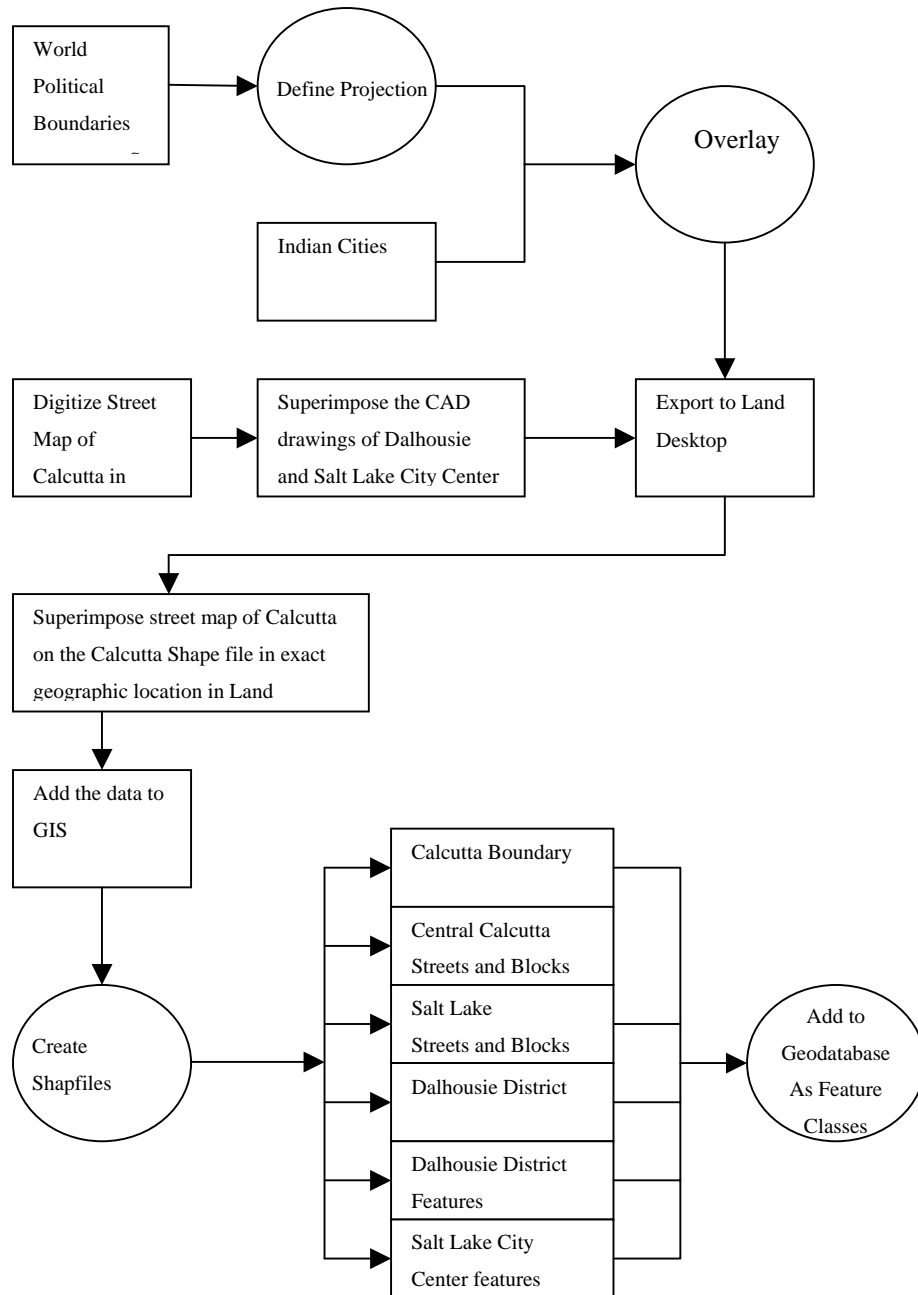 World
Political
Boundaries
Define Projection
Overlay
Indian Cities
Digitize Street
Map of
Calcutta in
Superimpose the CAD
drawings of Dalhousie
and Salt Lake City Center
Export to Land
Desktop
Superimpose street map of Calcutta
on the Calcutta Shape file in exact
geographic location in Land
Add the data to
GIS
Create
Shapfiles
Calcutta Boundary
Central Calcutta
Streets and Blocks
Salt Lake
Streets and Blocks
Dalhousie District
Dalhousie District
Features
Salt Lake City
Center features
Add to
Geodatabase
As Feature
Classes